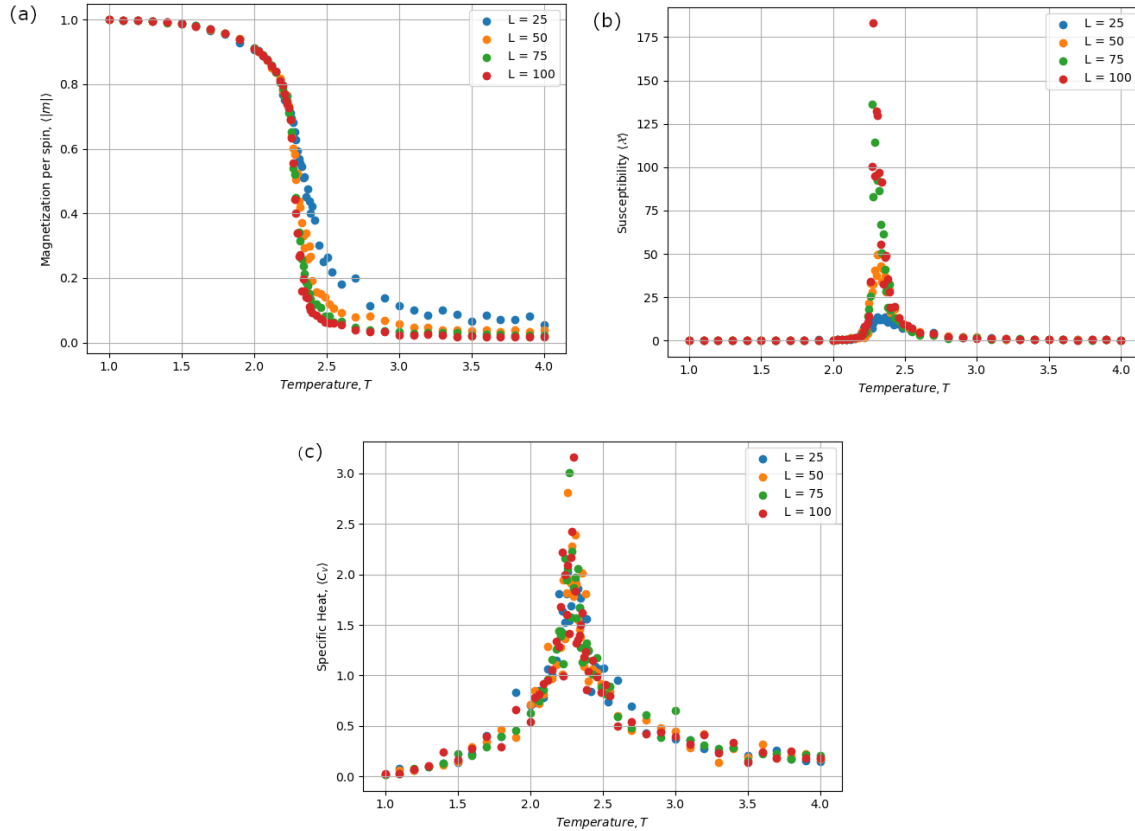 (a)
1.0
0.8
0.6
0.4
0.2
0.0
Magnetization per spin, ⟨|m|⟩
L = 25
L = 50
L = 75
L = 100
1.0 1.5 2.0 2.5 3.0 3.5 4.0
Temperature, T
(b)
175
150
125
100
75
50
25
0
Susceptibility ⟨𝒳⟩
L = 25
L = 50
L = 75
L = 100
1.0 1.5 2.0 2.5 3.0 3.5 4.0
Temperature, T
(c)
3.0
2.5
2.0
1.5
1.0
0.5
0.0
Specific Heat, ⟨Cᵥ⟩
L = 25
L = 50
L = 75
L = 100
1.0 1.5 2.0 2.5 3.0 3.5 4.0
Temperature, T